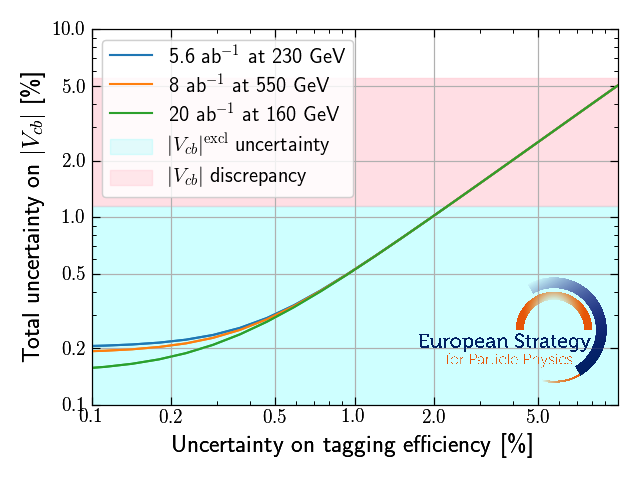 10.0
5.0
2.0
1.0
0.5
0.2
0.1
Total uncertainty on |V_cb| [%]
5.6 ab⁻¹ at 230 GeV
8 ab⁻¹ at 550 GeV
20 ab⁻¹ at 160 GeV
|V_cb|^excl uncertainty
|V_cb| discrepancy
European Strategy
for Particle Physics
0.1 0.2 0.5 1.0 2.0 5.0
Uncertainty on tagging efficiency [%]